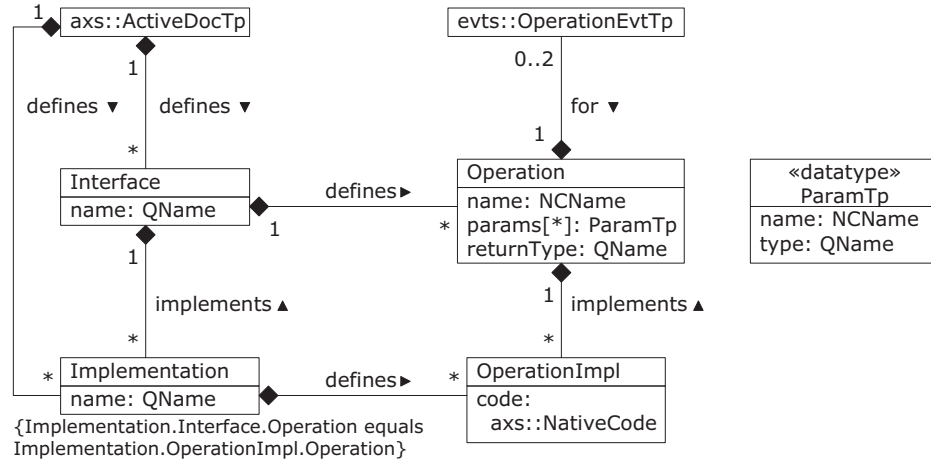 1
axs::ActiveDocTp
evts::OperationEvtTp
1
0..2
defines ▼
defines ▼
for ▼
*
1
Interface
name: QName
defines►
1
*
Operation
name: NCName
params[*]: ParamTp
returnType: QName
«datatype»
ParamTp
name: NCName
type: QName
1
1
implements ▲
implements ▲
*
*
*
Implementation
name: QName
defines►
*
OperationImpl
code:
axs::NativeCode
{Implementation.Interface.Operation equals
Implementation.OperationImpl.Operation}